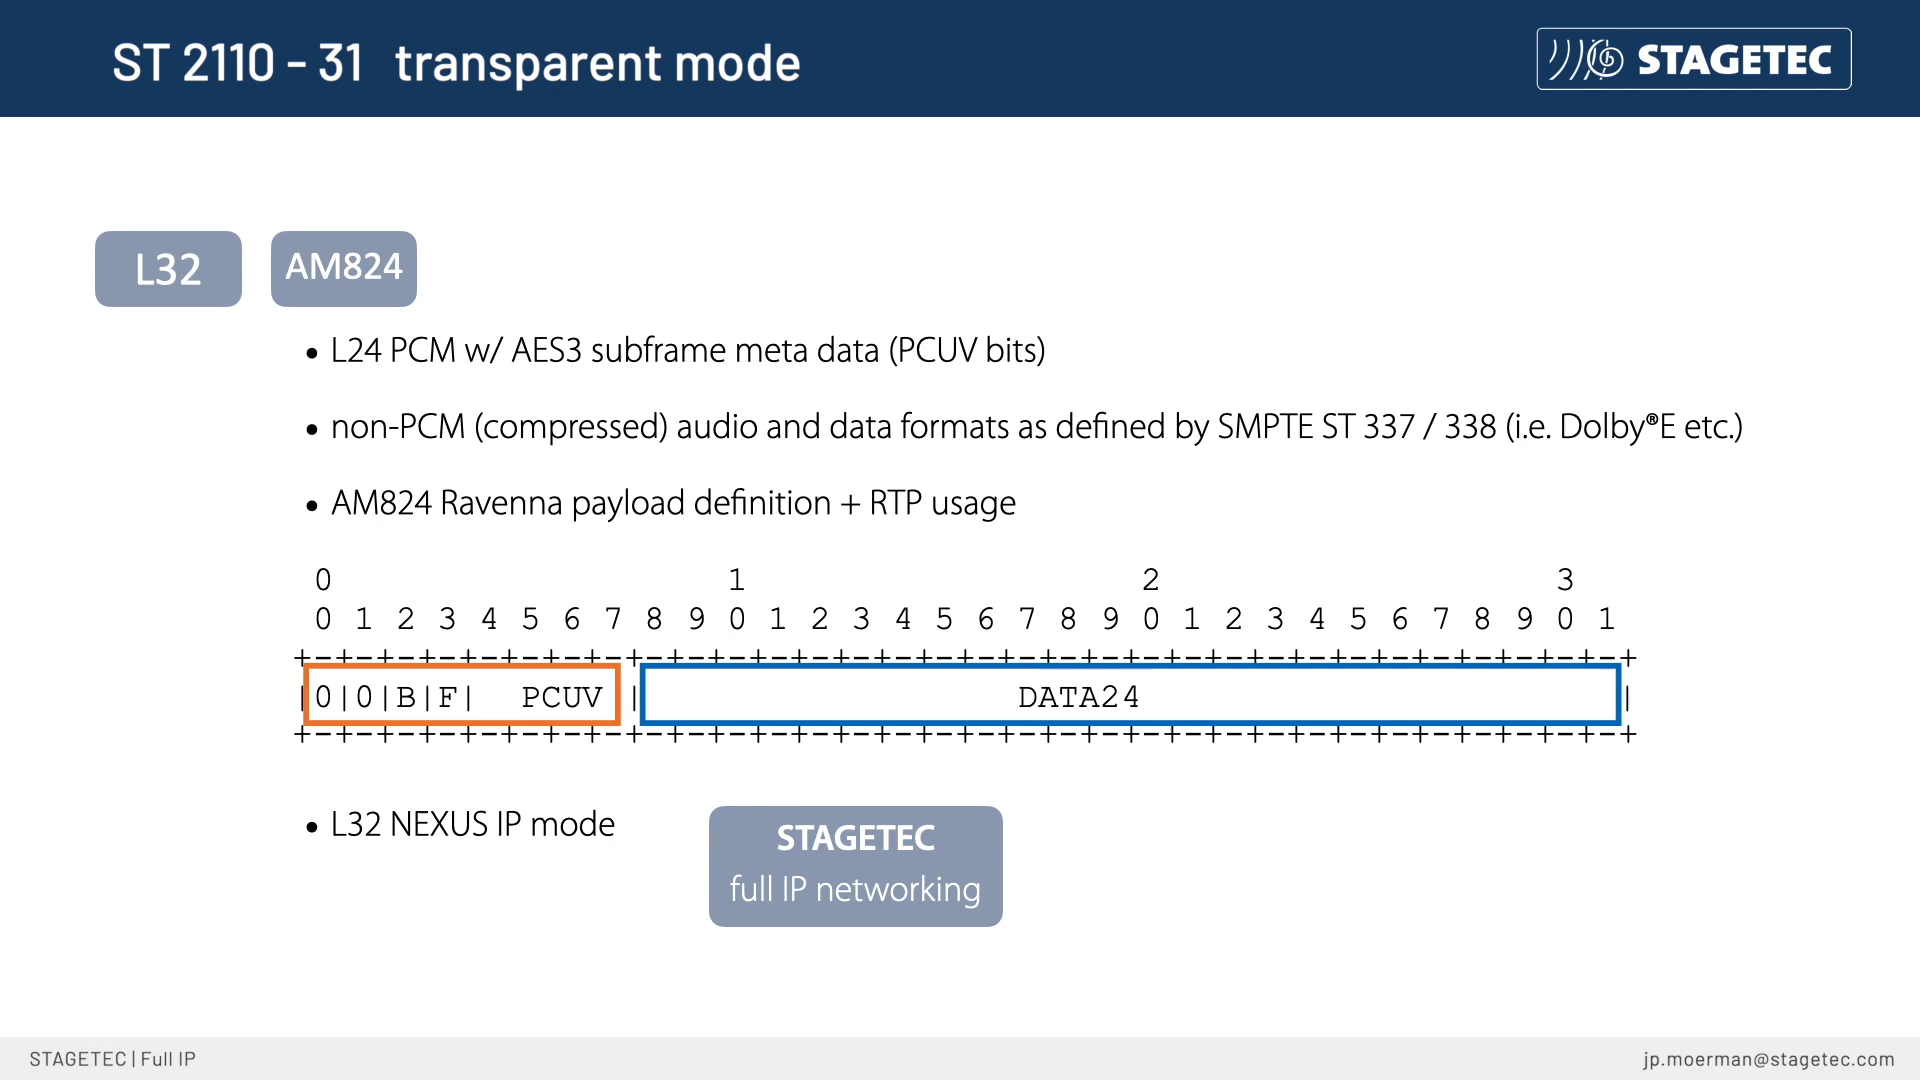 ST 2110 - 31 transparent mode
STAGETEC
L32
AM824
• L24 PCM w/ AES3 subframe meta data (PCUV bits)
• non-PCM (compressed) audio and data formats as defined by SMPTE ST 337 / 338 (i.e. Dolby®E etc.)
• AM824 Ravenna payload definition + RTP usage
0 1 2 3
0 1 2 3 4 5 6 7 8 9 0 1 2 3 4 5 6 7 8 9 0 1 2 3 4 5 6 7 8 9 0 1
+-+-+-+-+-+-+-+-+-+-+-+-+-+-+-+-+-+-+-+-+-+-+-+-+-+-+-+-+-+-+-+-+
|0|0|B|F| PCUV | DATA24 |
+-+-+-+-+-+-+-+-+-+-+-+-+-+-+-+-+-+-+-+-+-+-+-+-+-+-+-+-+-+-+-+-+
• L32 NEXUS IP mode
STAGETEC
full IP networking
STAGETEC | Full IP
jp.moerman@stagetec.com